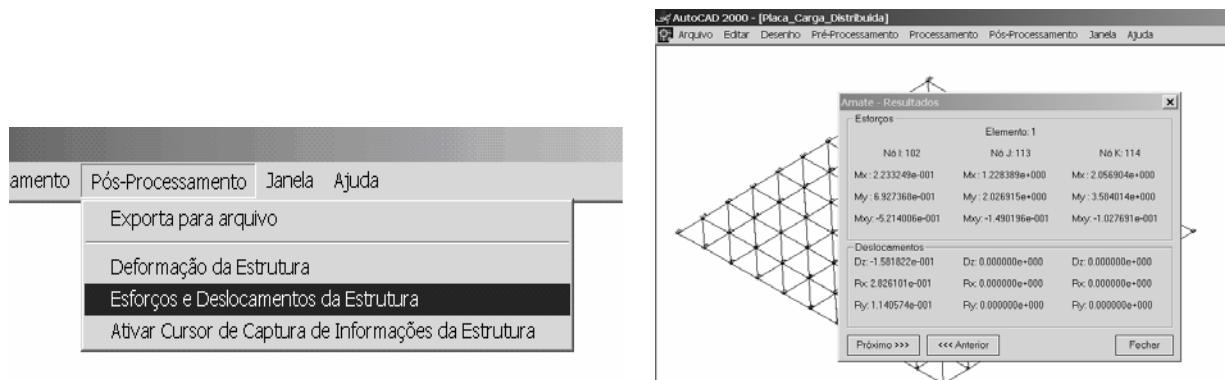 amento Pós-Processamento Janela Ajuda
Exporta para arquivo
Deformação da Estrutura
Esforços e Deslocamentos da Estrutura
Ativar Cursor de Captura de Informações da Estrutura
AutoCAD 2000 - [Placa_Carga_Distribuida]
Arquivo Editar Desenho Pré-Processamento Processamento Pós-Processamento Janela Ajuda
Amate - Resultados
Esforços
Elemento: 1
Nó I: 102 Nó J: 113 Nó K: 114
Mx: 2.233249e-001 Mx: 1.228389e+000 Mx: 2.056904e+000
My: 6.927368e-001 My: 2.026915e+000 My: 3.584014e+000
Mxy: -5.214006e-001 Mxy: -1.490196e-001 Mxy: -1.027691e-001
Deslocamentos
Dz: -1.581822e-001 Dz: 0.000000e+000 Dz: 0.000000e+000
Rx: 2.826101e-001 Rx: 0.000000e+000 Rx: 0.000000e+000
Ry: 1.140574e-001 Ry: 0.000000e+000 Ry: 0.000000e+000
Próximo >>> <<< Anterior Fechar